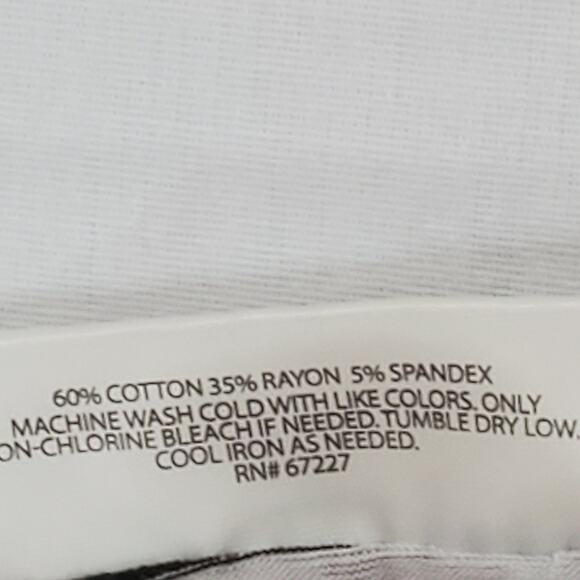 60% COTTON 35% RAYON 5% SPANDEX
MACHINE WASH COLD WITH LIKE COLORS. ONLY
ON-CHLORINE BLEACH IF NEEDED. TUMBLE DRY LOW.
COOL IRON AS NEEDED.
RN# 67227